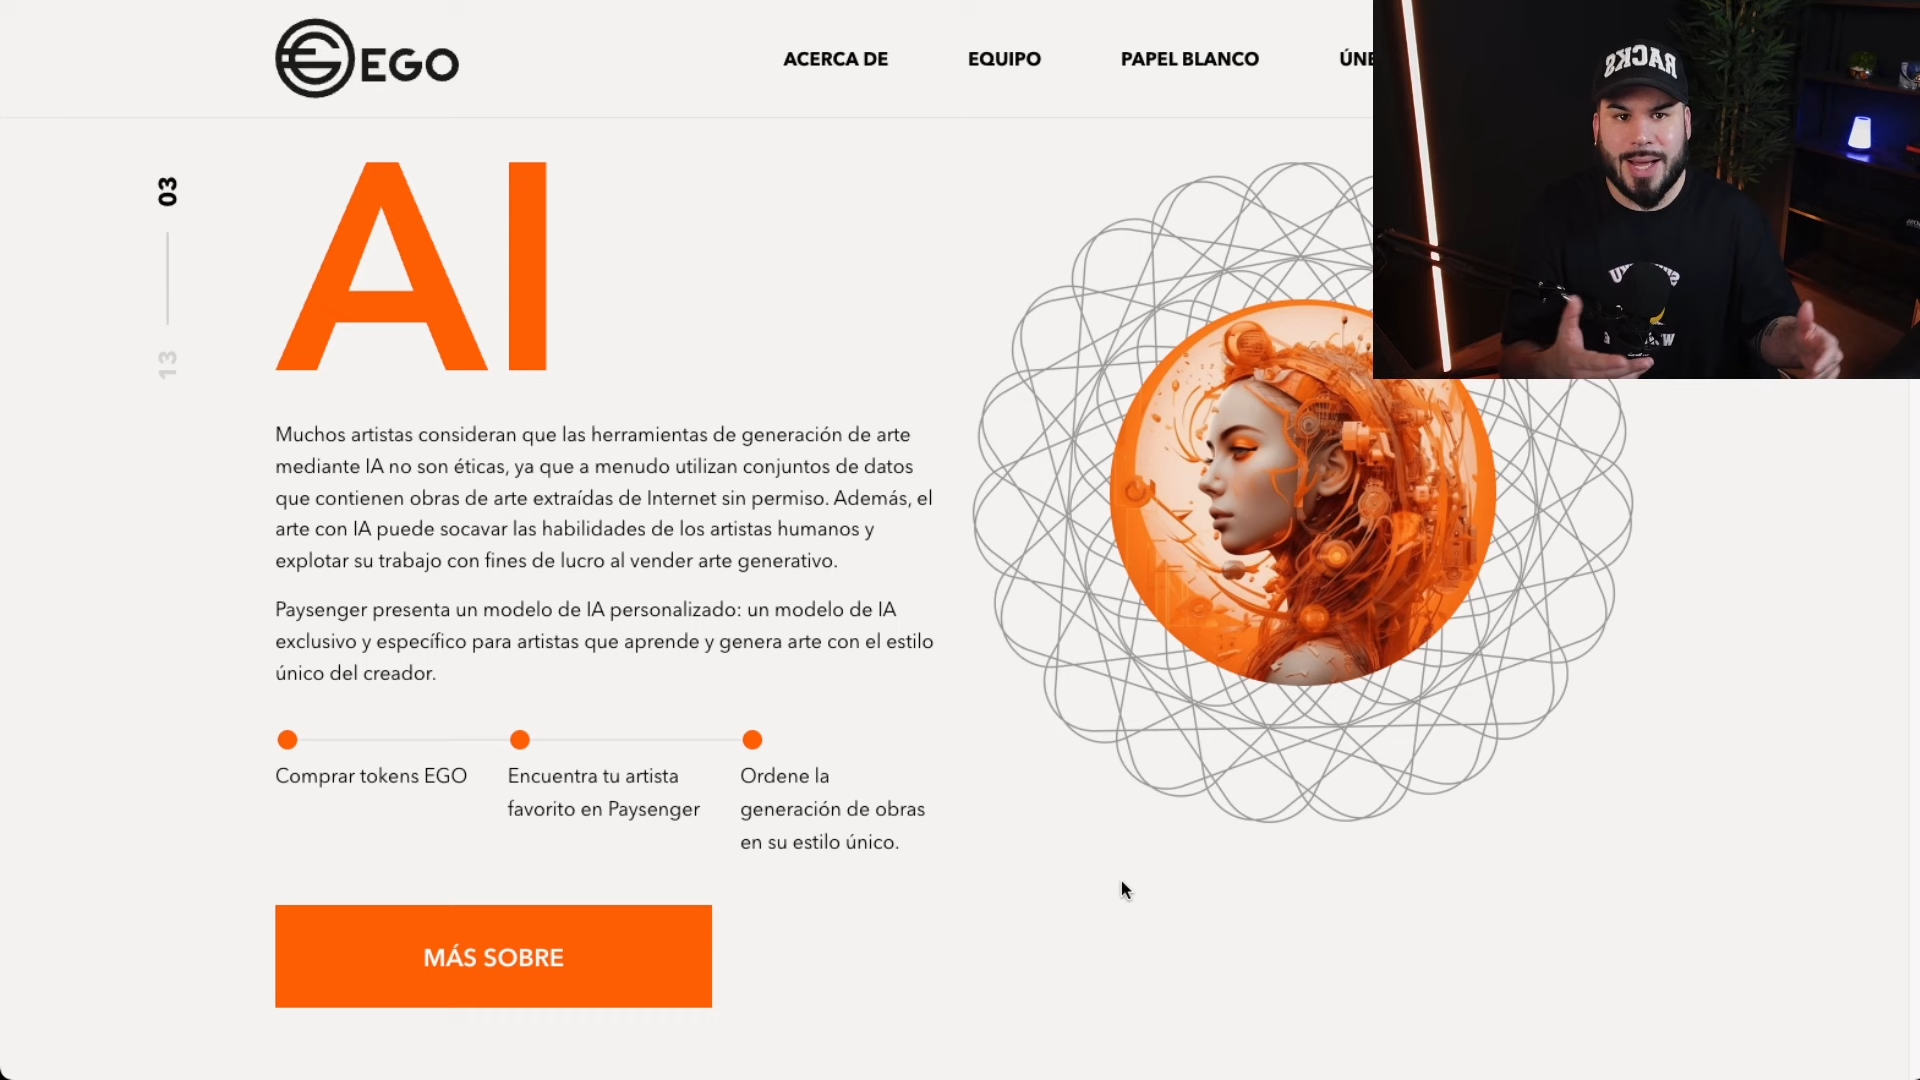 EGO
ACERCA DE
EQUIPO
PAPEL BLANCO
ÚNE
RACKS
03
13
AI
Muchos artistas consideran que las herramientas de generación de arte
mediante IA no son éticas, ya que a menudo utilizan conjuntos de datos
que contienen obras de arte extraídas de Internet sin permiso. Además, el
arte con IA puede socavar las habilidades de los artistas humanos y
explotar su trabajo con fines de lucro al vender arte generativo.
Paysenger presenta un modelo de IA personalizado: un modelo de IA
exclusivo y específico para artistas que aprende y genera arte con el estilo
único del creador.
Comprar tokens EGO
Encuentra tu artista
favorito en Paysenger
Ordene la
generación de obras
en su estilo único.
MÁS SOBRE